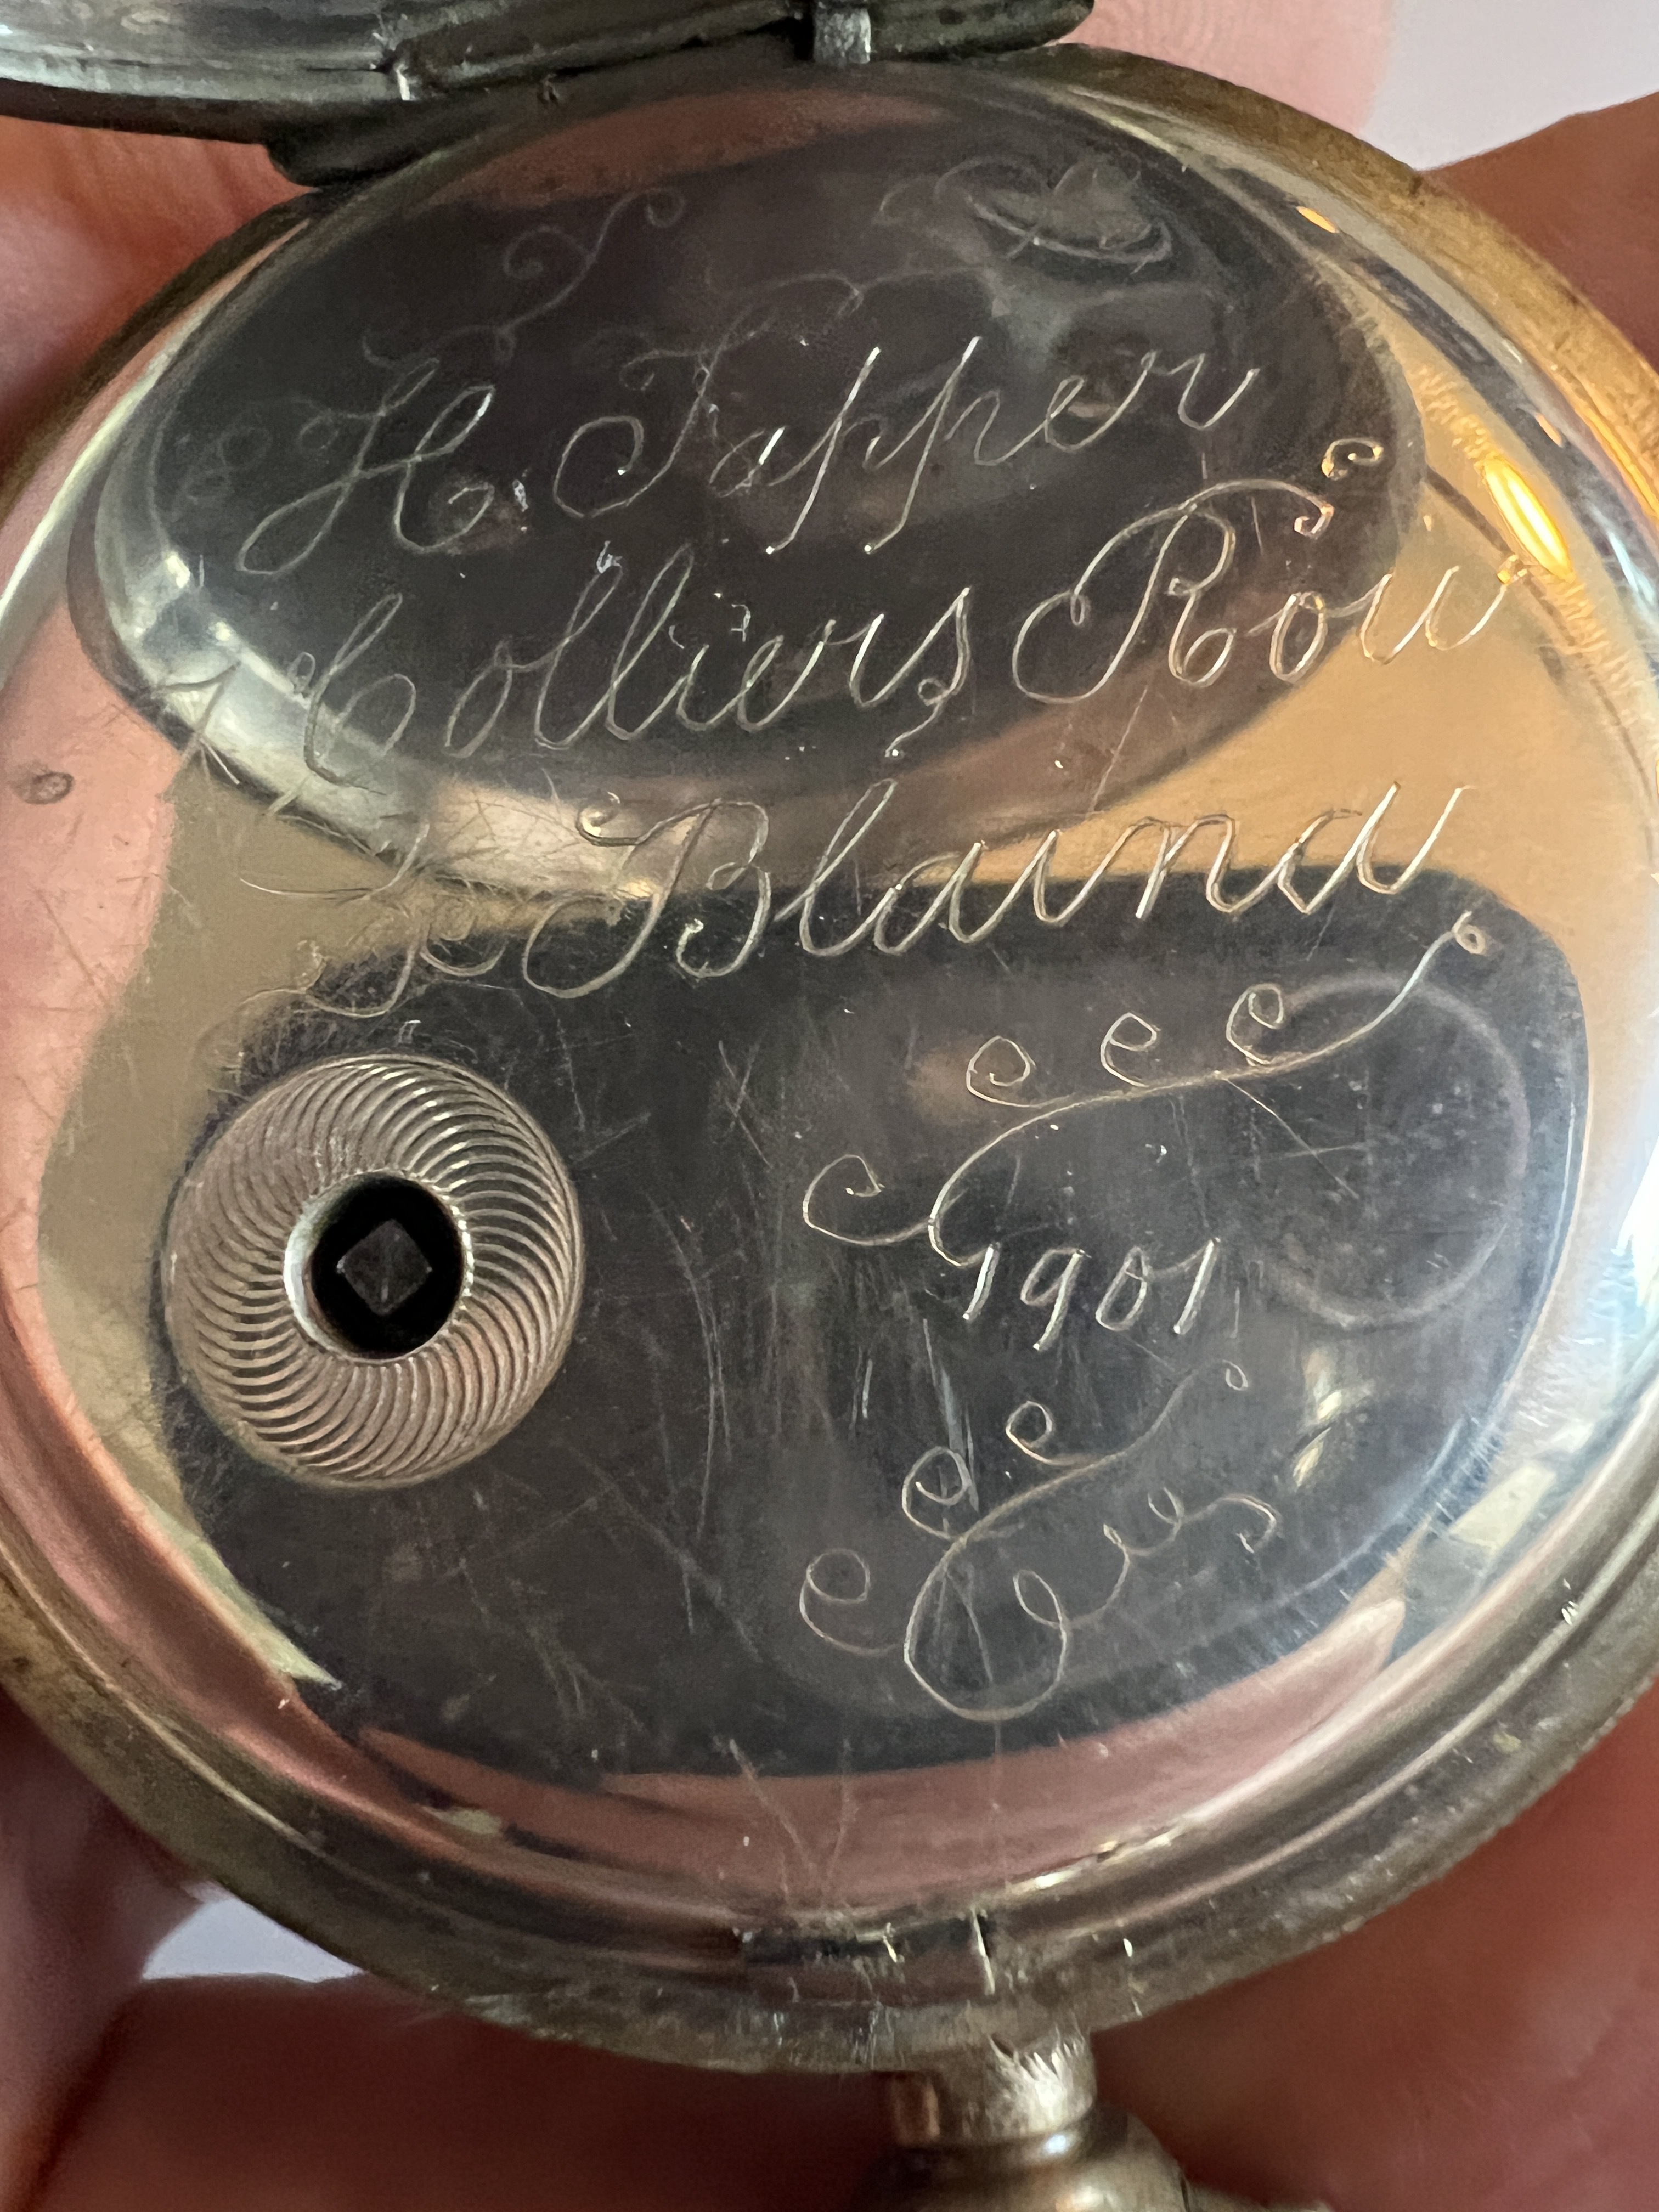 H Tapper
Colliers Row
Blaina
1901